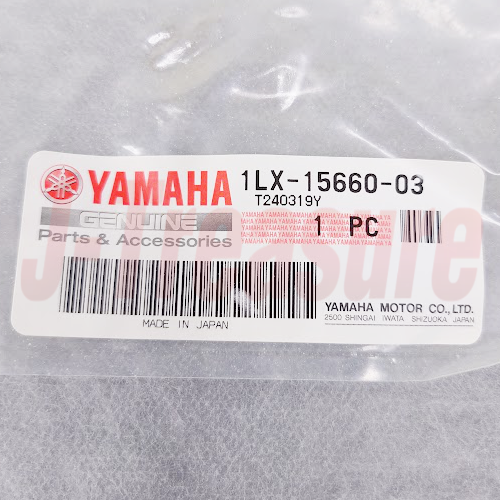 YAMAHA 1LX-15660-03
T240319Y
GENUINE
Parts & Accessories
1 PC
MADE IN JAPAN
YAMAHA MOTOR CO., LTD.
2500 SHINGAI IWATA SHIZUOKA JAPAN